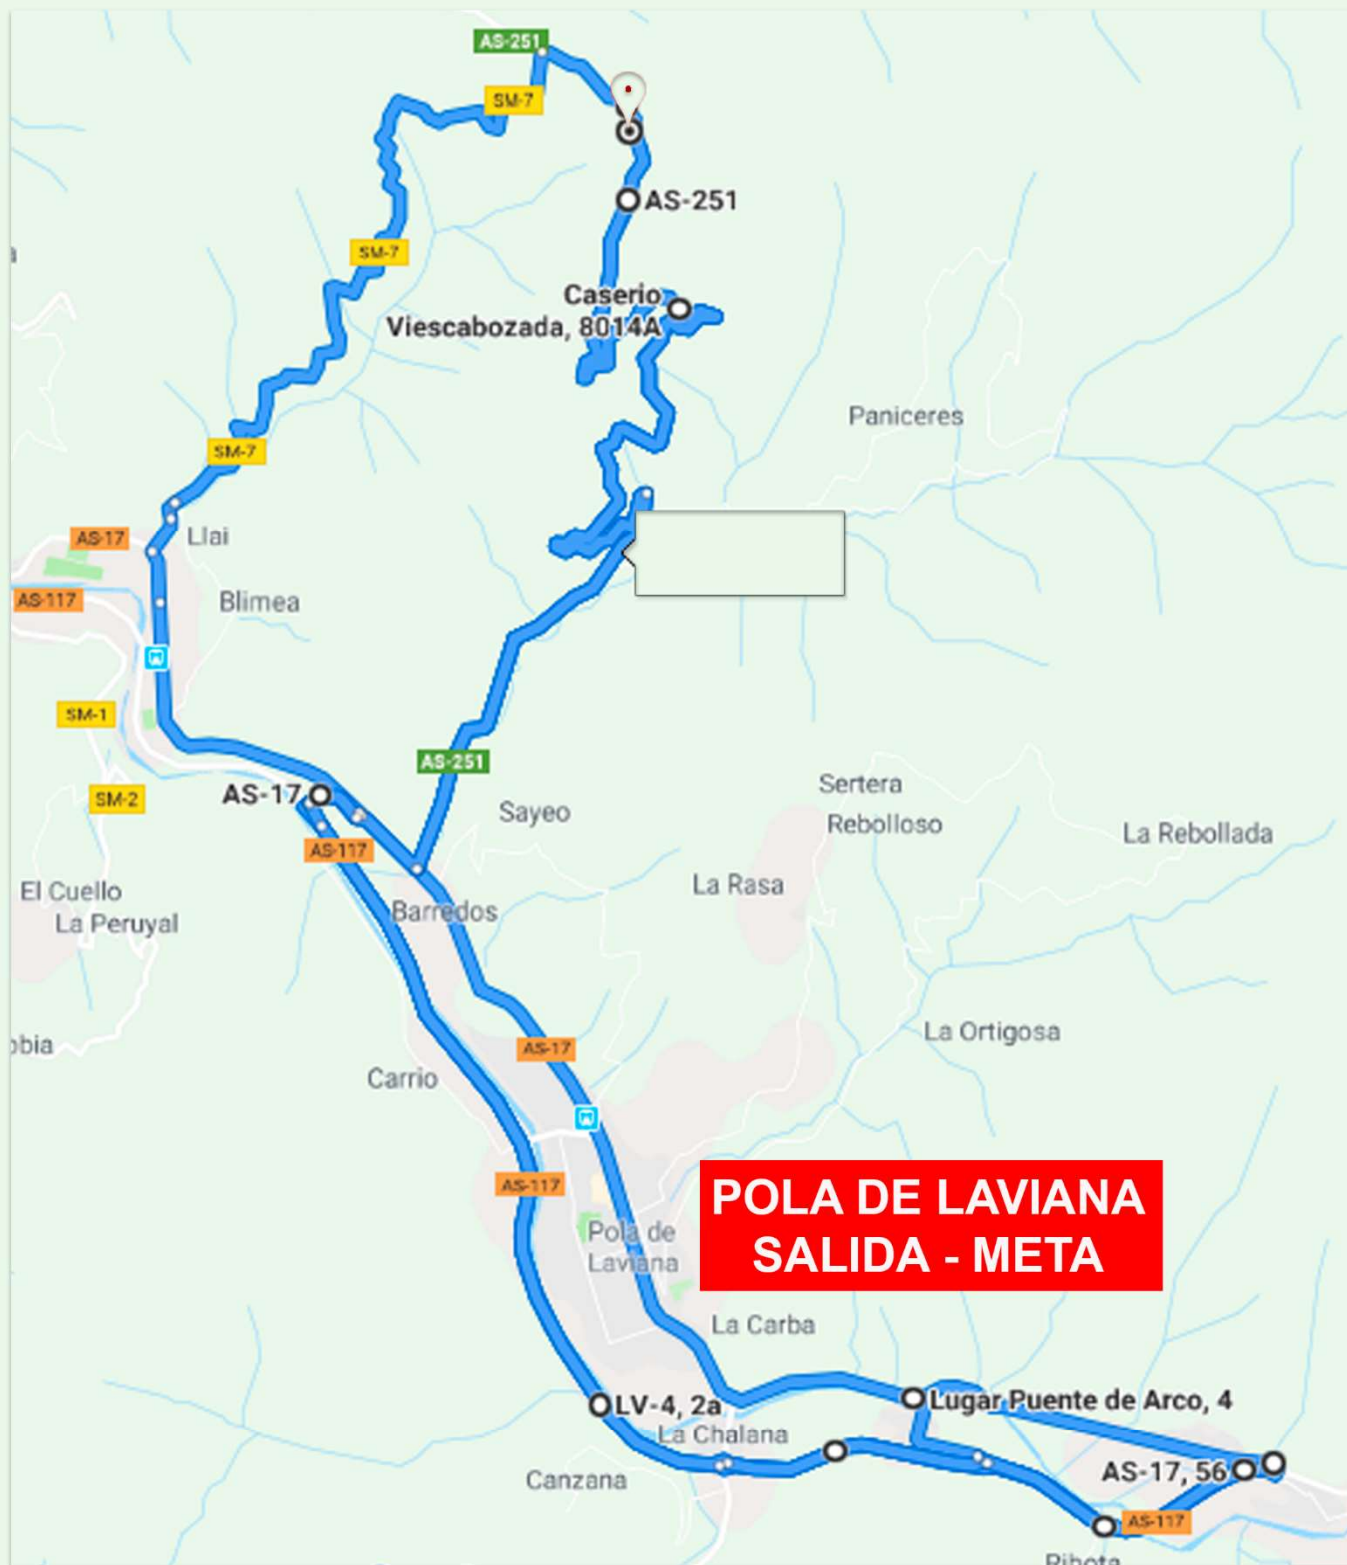 AS-251
SM-7
AS-251
SM-7
Caserio
Viescabozada, 8014A
Paniceres
SM-7
AS-17
Llai
AS-117
Blimea
SM-1
AS-251
SM-2
AS-17
Sertera
Sayeo
Rebolloso
La Rebollada
AS-117
La Rasa
El Cuello
Barredos
La Peruyal
La Ortigosa
obia
AS-17
Carrio
AS-117
POLA DE LAVIANA
SALIDA - META
Pola de
Laviana
La Carba
Lugar Puente de Arco, 4
LV-4, 2a
La Chalana
AS-17, 56
Canzana
AS-117
Ribota